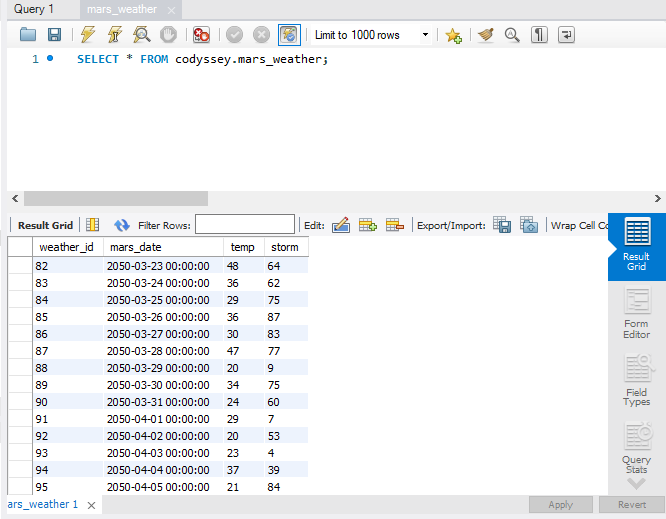 Query 1 mars_weather
Limit to 1000 rows
1 SELECT * FROM codyssey.mars_weather;
Result Grid Filter Rows: Edit: Export/Import: Wrap Cell Co
weather_id mars_date temp storm
82 2050-03-23 00:00:00 48 64
83 2050-03-24 00:00:00 36 62
84 2050-03-25 00:00:00 29 75
85 2050-03-26 00:00:00 36 87
86 2050-03-27 00:00:00 30 83
87 2050-03-28 00:00:00 47 77
88 2050-03-29 00:00:00 20 9
89 2050-03-30 00:00:00 34 75
90 2050-03-31 00:00:00 24 60
91 2050-04-01 00:00:00 29 7
92 2050-04-02 00:00:00 20 53
93 2050-04-03 00:00:00 23 4
94 2050-04-04 00:00:00 37 39
95 2050-04-05 00:00:00 21 84
Result
Grid
Form
Editor
Field
Types
Query
Stats
ars_weather 1
Apply Revert